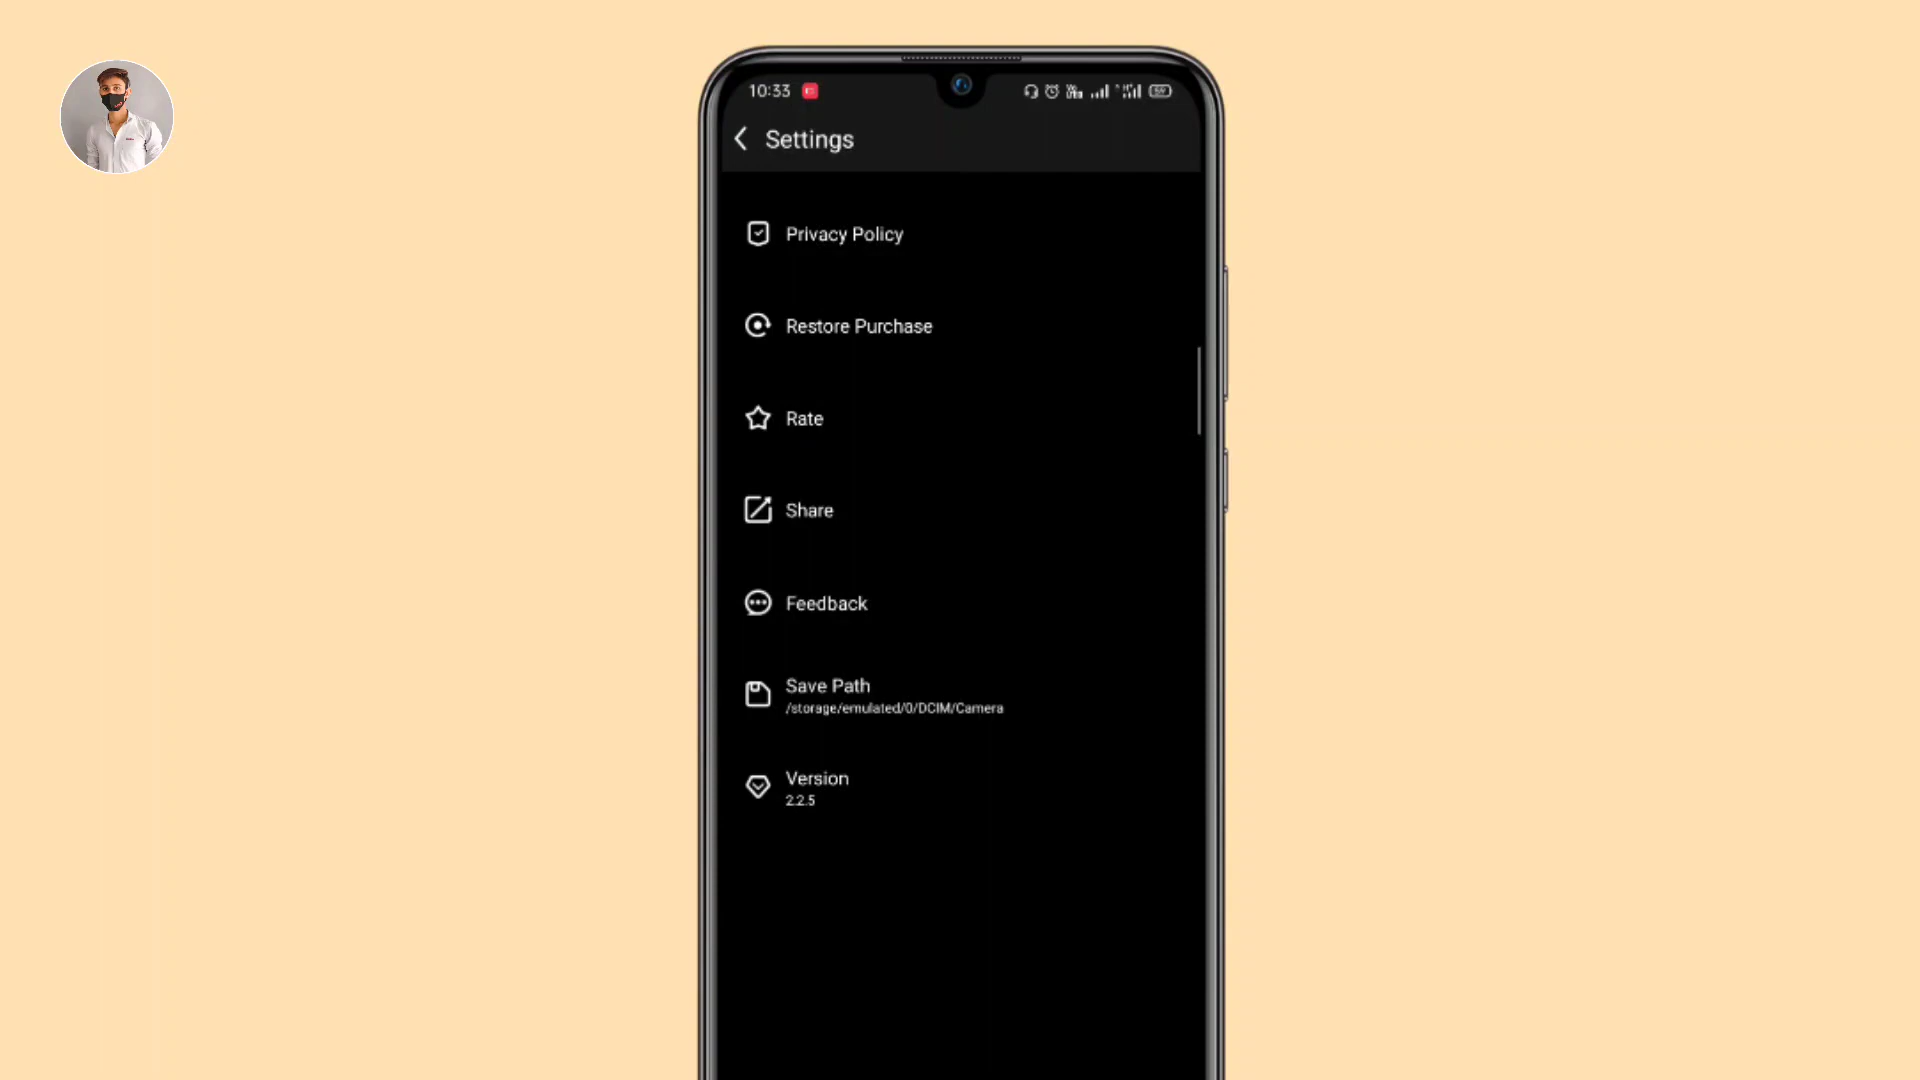 10:33
Settings
Privacy Policy
Restore Purchase
Rate
Share
Feedback
Save Path
/storage/emulated/0/DCIM/Camera
Version
2.2.5